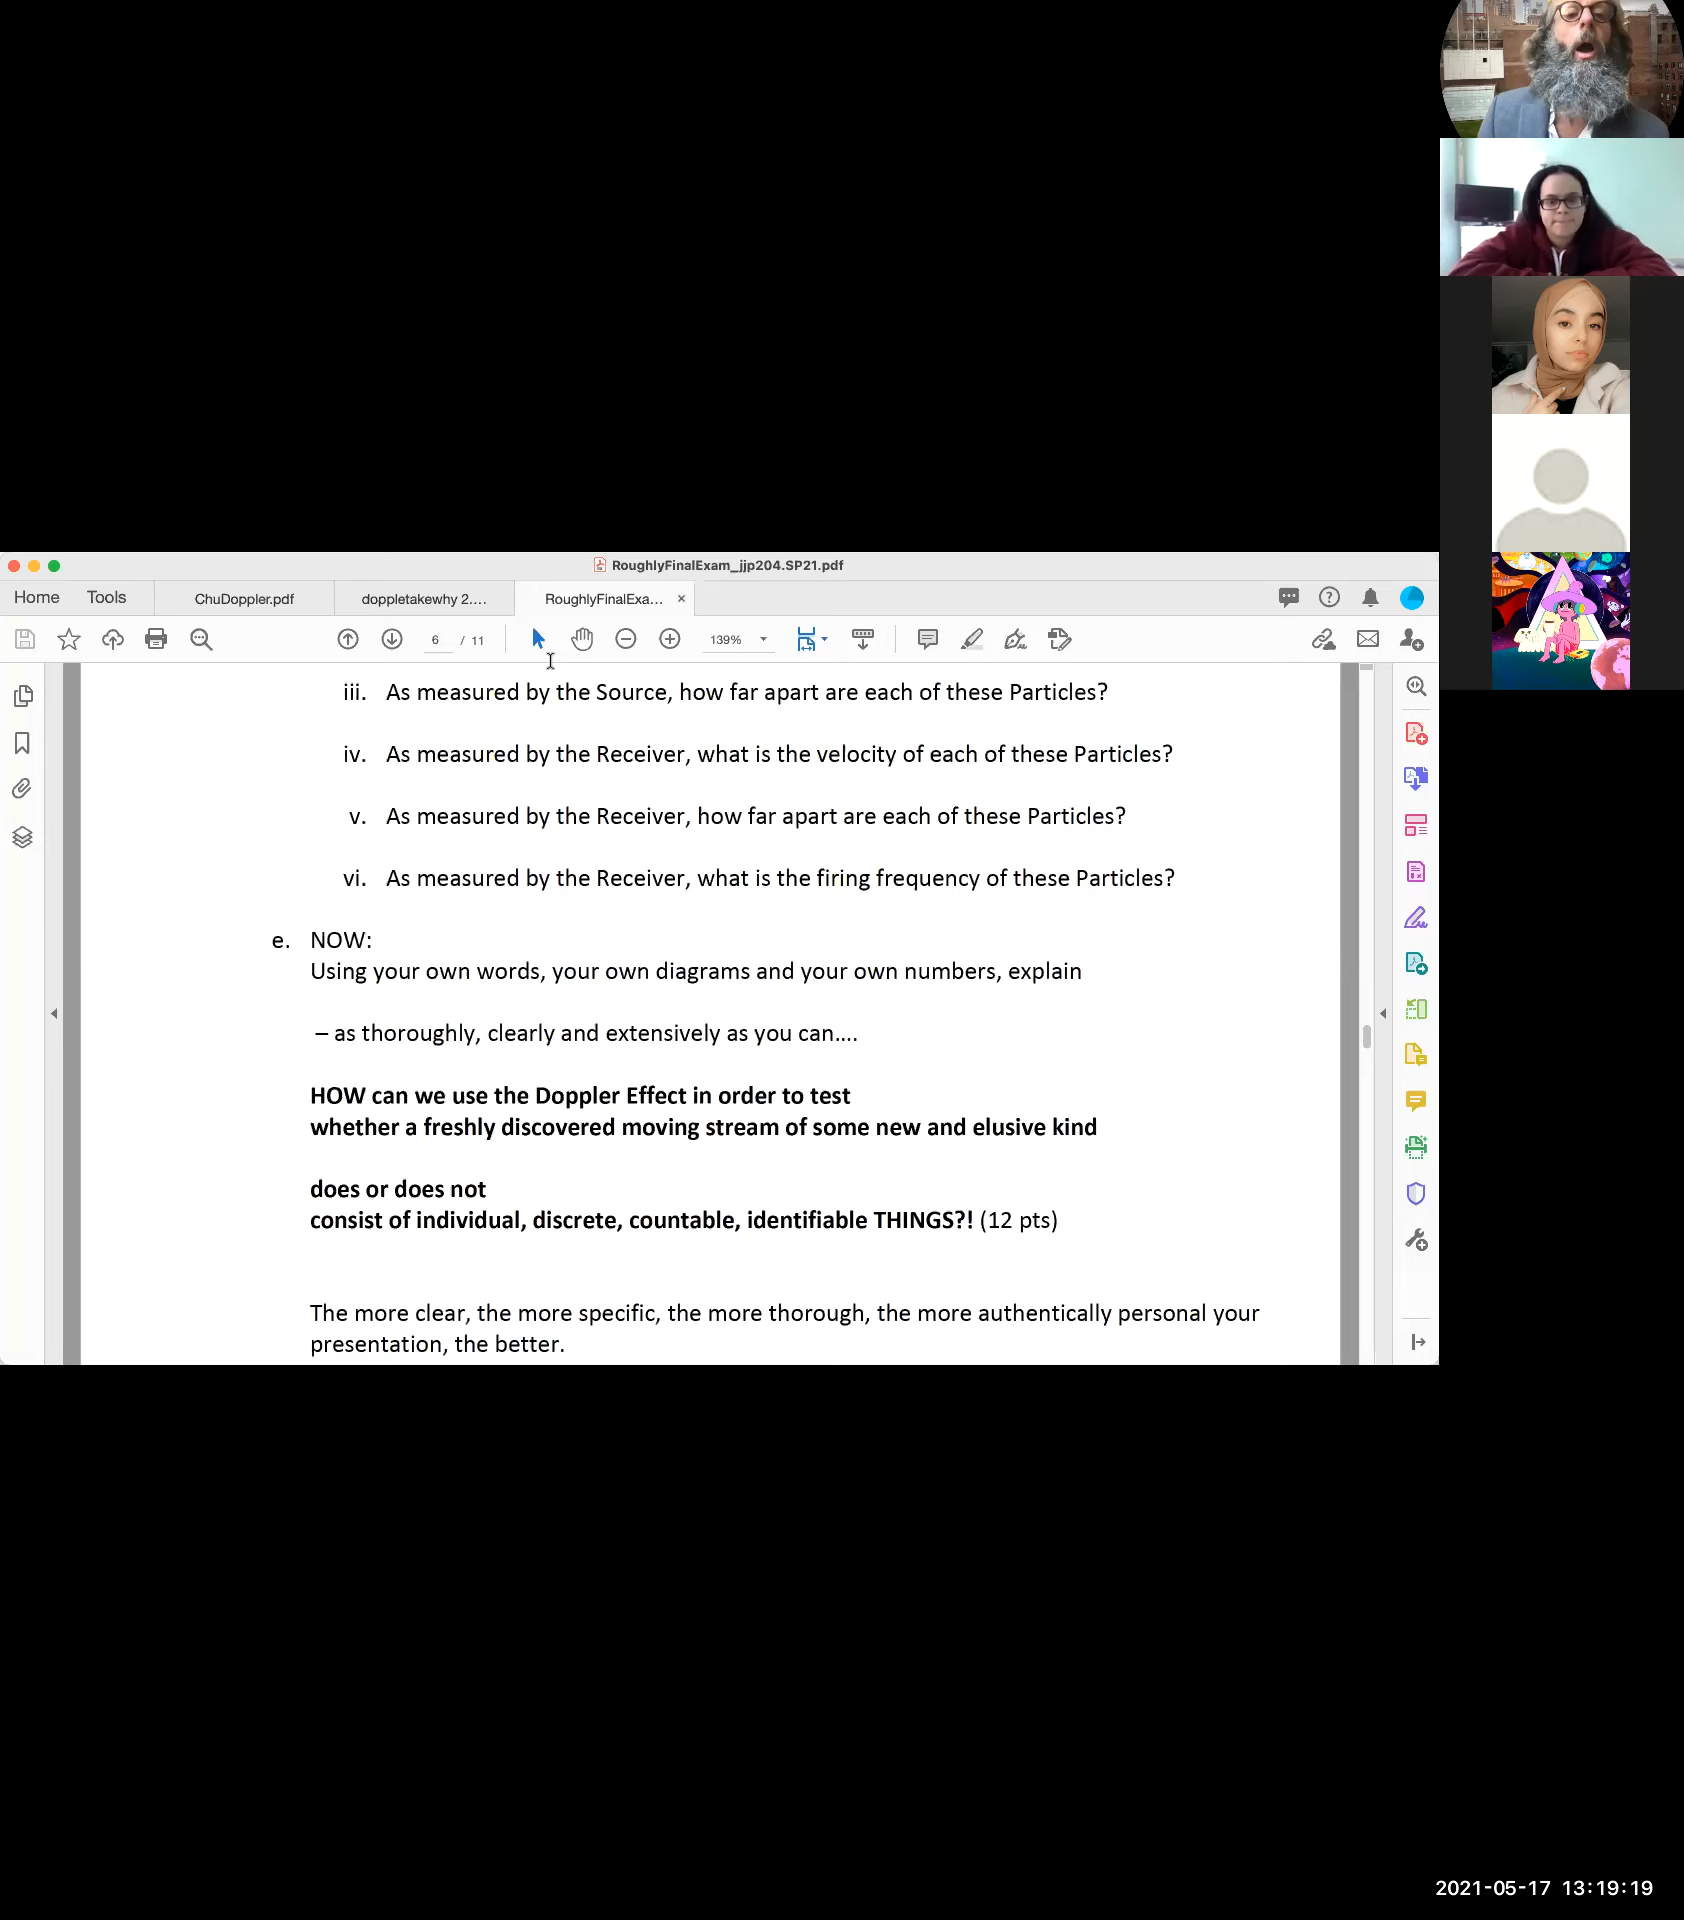 RoughlyFinalExam_jjp204.SP21.pdf
Home Tools ChuDoppler.pdf doppletakewhy 2.... RoughlyFinalExa... ×
6 / 11 139%
iii. As measured by the Source, how far apart are each of these Particles?
iv. As measured by the Receiver, what is the velocity of each of these Particles?
v. As measured by the Receiver, how far apart are each of these Particles?
vi. As measured by the Receiver, what is the firing frequency of these Particles?
e. NOW:
Using your own words, your own diagrams and your own numbers, explain
– as thoroughly, clearly and extensively as you can....
HOW can we use the Doppler Effect in order to test
whether a freshly discovered moving stream of some new and elusive kind
does or does not
consist of individual, discrete, countable, identifiable THINGS?! (12 pts)
The more clear, the more specific, the more thorough, the more authentically personal your
presentation, the better.
2021-05-17 13:19:19